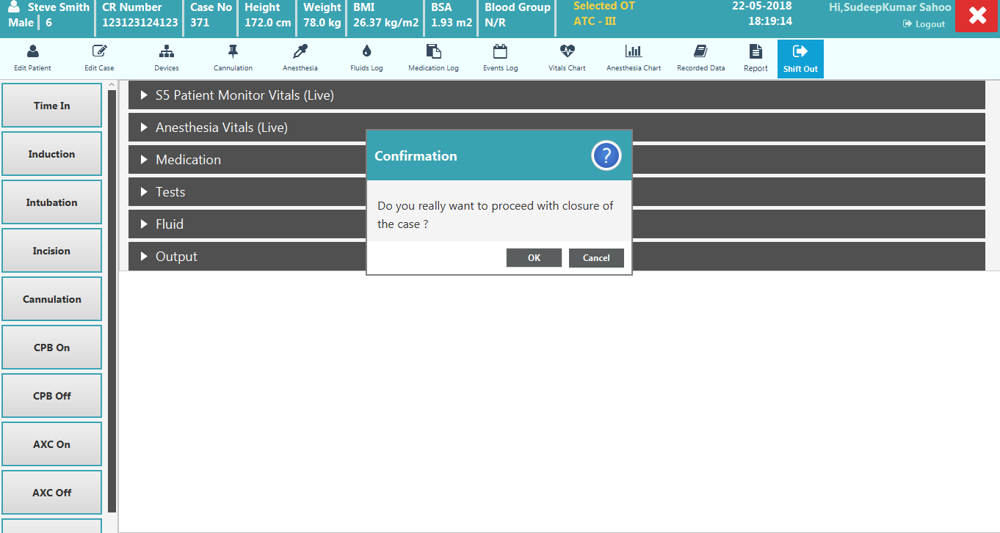 Steve Smith
Male 6
CR Number
123123124123
Case No
371
Height
172.0 cm
Weight
78.0 kg
BMI
26.37 kg/m2
BSA
1.93 m2
Blood Group
N/R
Selected OT
ATC - III
22-05-2018
18:19:14
Hi,SudeepKumar Sahoo
Logout
Edit Patient
Edit Case
Devices
Cannulation
Anesthesia
Fluids Log
Medication Log
Events Log
Vitals Chart
Anesthesia Chart
Recorded Data
Report
Shift Out
Time In
Induction
Intubation
Incision
Cannulation
CPB On
CPB Off
AXC On
AXC Off
S5 Patient Monitor Vitals (Live)
Anesthesia Vitals (Live)
Medication
Tests
Fluid
Output
Confirmation
?
Do you really want to proceed with closure of
the case ?
OK
Cancel